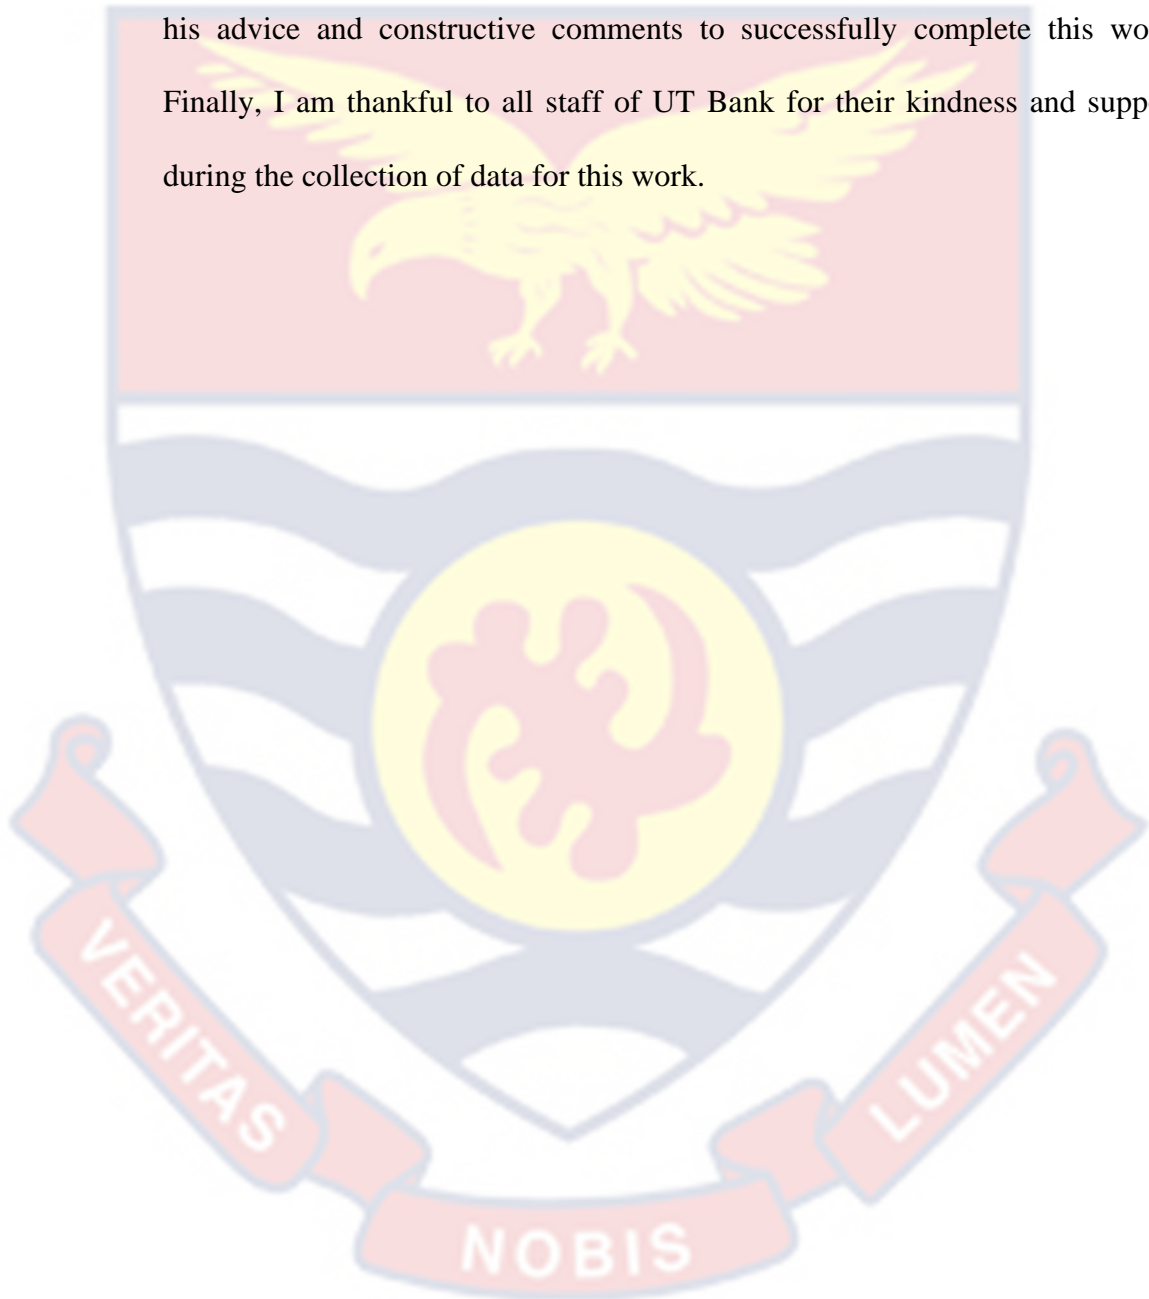 his advice and constructive comments to successfully complete this wo
Finally, I am thankful to all staff of UT Bank for their kindness and supp
during the collection of data for this work.
VERITAS
NOBIS
LUMEN